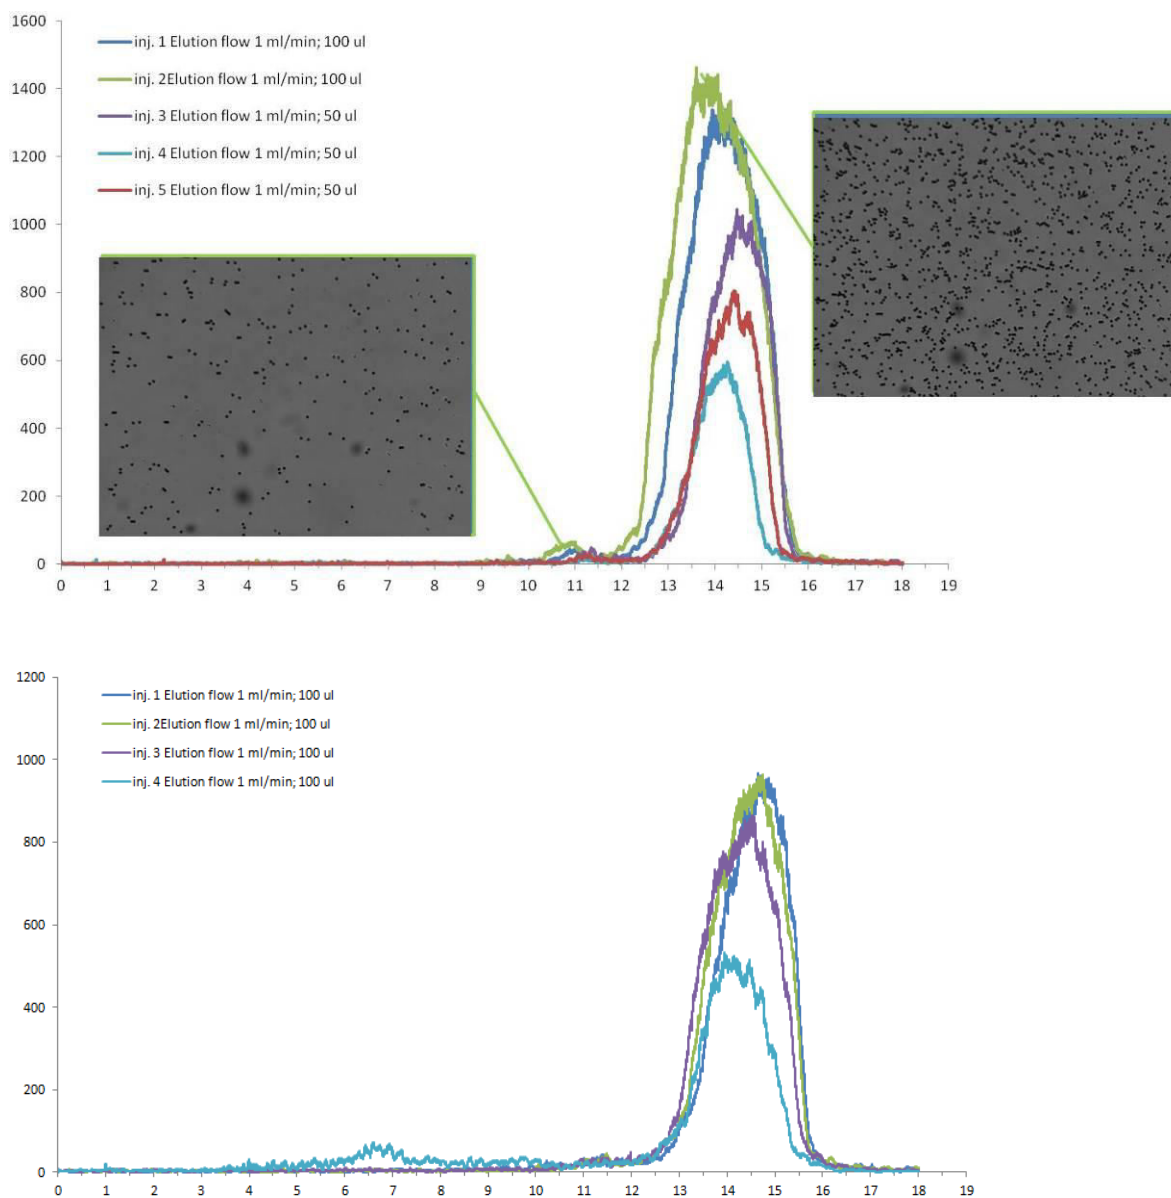 1600
1400
1200
1000
800
600
400
200
0
inj. 1 Elution flow 1 ml/min; 100 ul
inj. 2Elution flow 1 ml/min; 100 ul
inj. 3 Elution flow 1 ml/min; 50 ul
inj. 4 Elution flow 1 ml/min; 50 ul
inj. 5 Elution flow 1 ml/min; 50 ul
0 1 2 3 4 5 6 7 8 9 10 11 12 13 14 15 16 17 18 19
1200
1000
800
600
400
200
0
inj. 1 Elution flow 1 ml/min; 100 ul
inj. 2Elution flow 1 ml/min; 100 ul
inj. 3 Elution flow 1 ml/min; 100 ul
inj. 4 Elution flow 1 ml/min; 100 ul
0 1 2 3 4 5 6 7 8 9 10 11 12 13 14 15 16 17 18 19